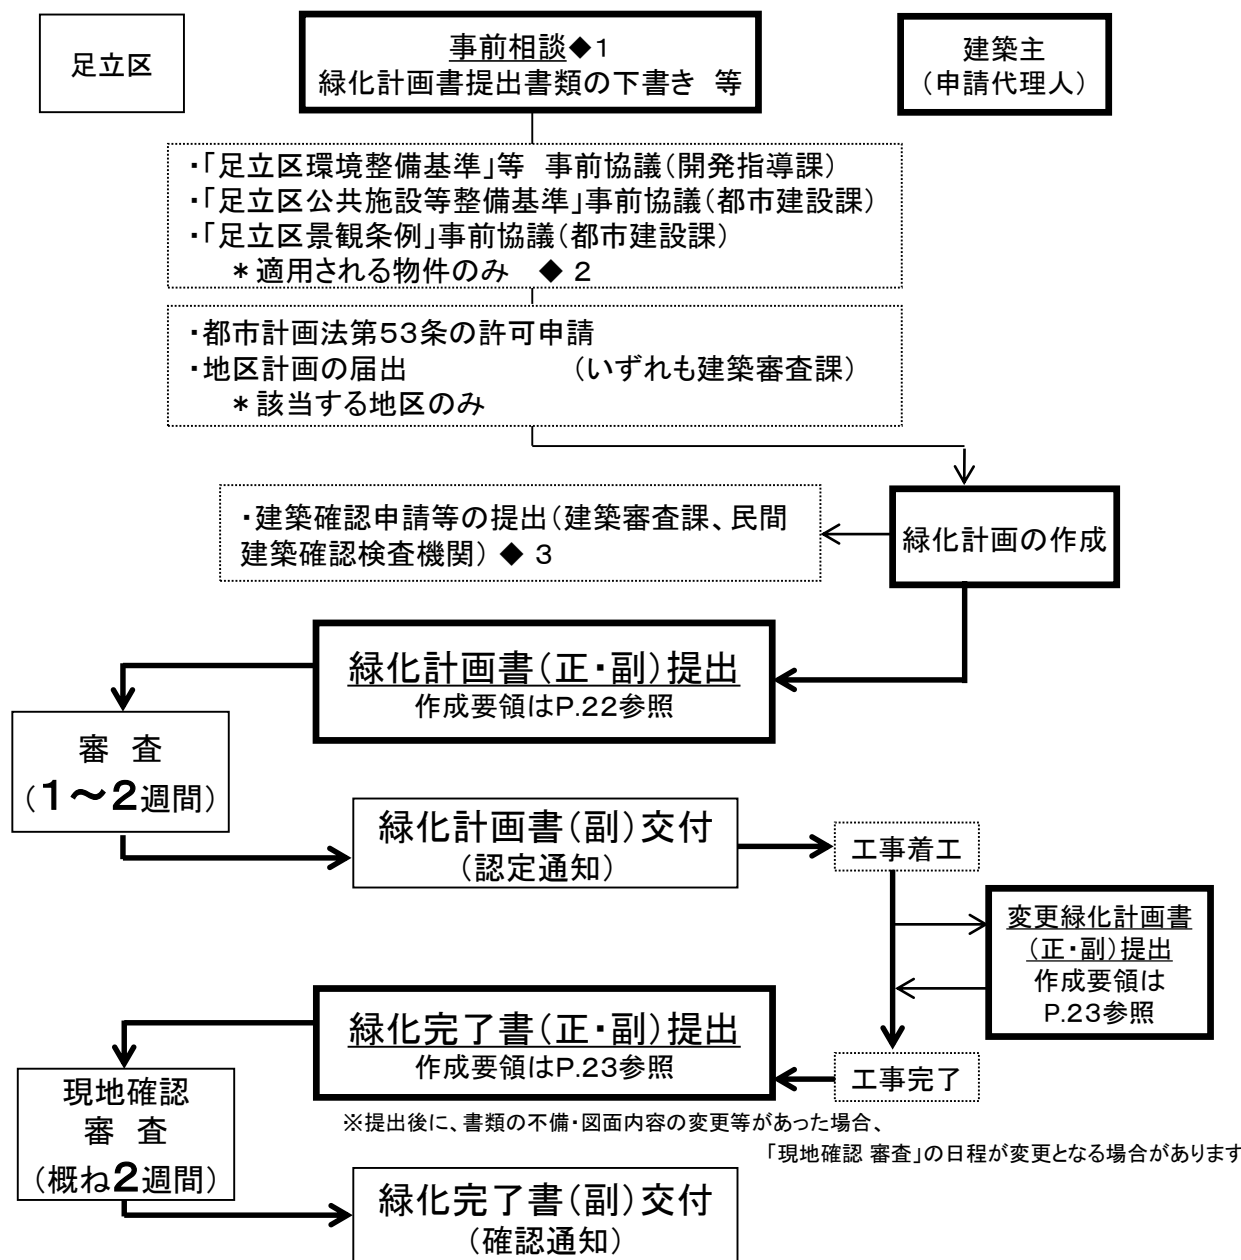 足立区
事前相談◆1
緑化計画書提出書類の下書き 等
建築主
(申請代理人)
・「足立区環境整備基準」等 事前協議(開発指導課)
・「足立区公共施設等整備基準」事前協議(都市建設課)
・「足立区景観条例」事前協議(都市建設課)
＊適用される物件のみ ◆ 2
・都市計画法第53条の許可申請
・地区計画の届出 (いずれも建築審査課)
＊該当する地区のみ
・建築確認申請等の提出(建築審査課、民間
建築確認検査機関) ◆ 3
緑化計画の作成
緑化計画書(正・副)提出
作成要領はP.22参照
審 査
(1～2週間)
緑化計画書(副)交付
(認定通知)
工事着工
変更緑化計画書
(正・副)提出
作成要領は
P.23参照
緑化完了書(正・副)提出
作成要領はP.23参照
工事完了
現地確認
審 査
(概ね2週間)
※提出後に、書類の不備・図面内容の変更等があった場合、
「現地確認 審査」の日程が変更となる場合があります
緑化完了書(副)交付
(確認通知)